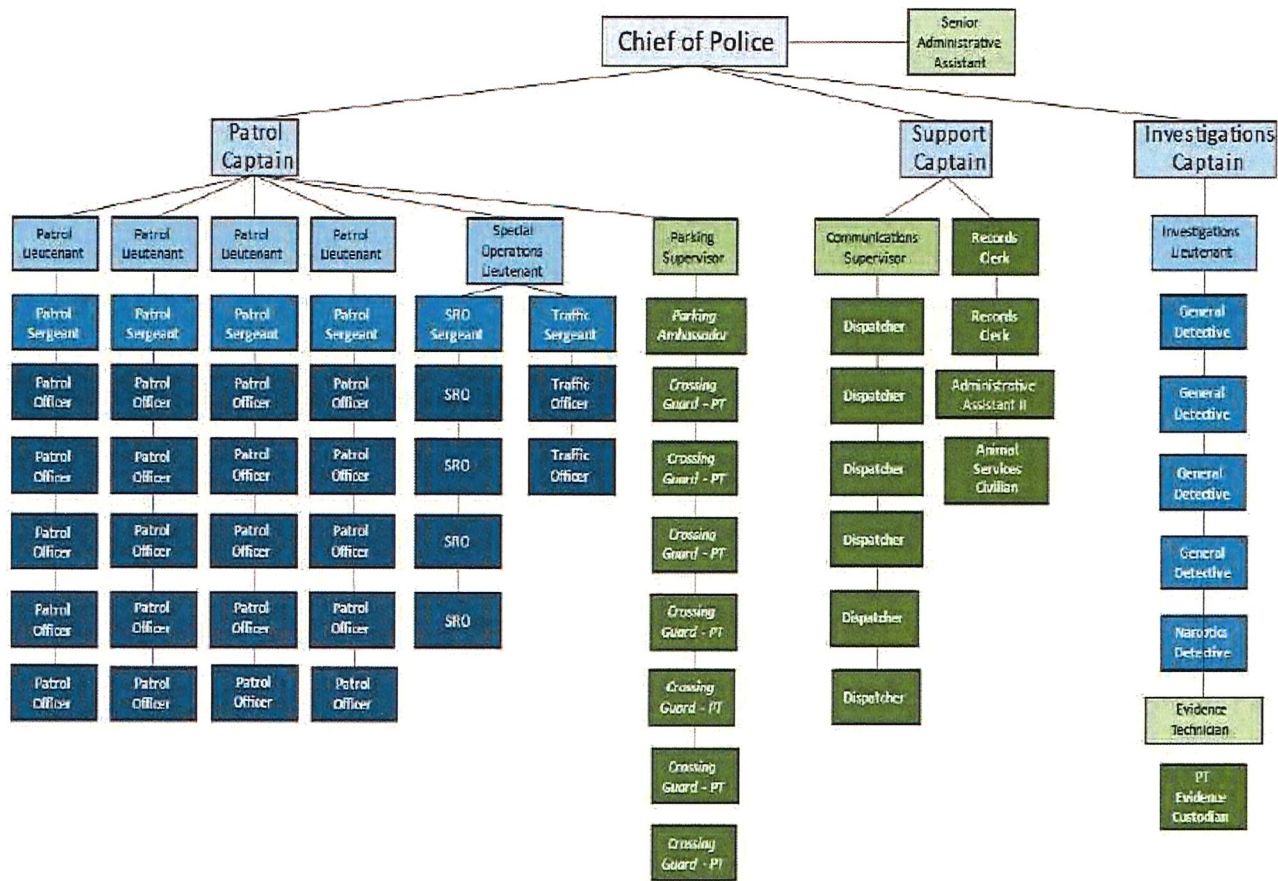 Chief of Police
Senior
Administrative
Assistant
Patrol
Captain
Support
Captain
Investigations
Captain
Patrol
Lieutenant
Patrol
Lieutenant
Patrol
Lieutenant
Patrol
Lieutenant
Special
Operations
Lieutenant
Parking
Supervisor
Communications
Supervisor
Records
Clerk
Investigations
Lieutenant
Patrol
Sergeant
Patrol
Sergeant
Patrol
Sergeant
Patrol
Sergeant
SRO
Sergeant
Traffic
Sergeant
Parking
Ambassador
Dispatcher
Records
Clerk
General
Detective
Patrol
Officer
Patrol
Officer
Patrol
Officer
Patrol
Officer
SRO
Traffic
Officer
Crossing
Guard - PT
Dispatcher
Administrative
Assistant II
General
Detective
Patrol
Officer
Patrol
Officer
Patrol
Officer
Patrol
Officer
SRO
Traffic
Officer
Crossing
Guard - PT
Dispatcher
Animal
Services
Civilian
General
Detective
Patrol
Officer
Patrol
Officer
Patrol
Officer
Patrol
Officer
SRO
Crossing
Guard - PT
Dispatcher
General
Detective
Patrol
Officer
Patrol
Officer
Patrol
Officer
Patrol
Officer
SRO
Crossing
Guard - PT
Dispatcher
Narcotics
Detective
Patrol
Officer
Patrol
Officer
Patrol
Officer
Patrol
Officer
Crossing
Guard - PT
Dispatcher
Evidence
Technician
Crossing
Guard - PT
PT
Evidence
Custodian
Crossing
Guard - PT